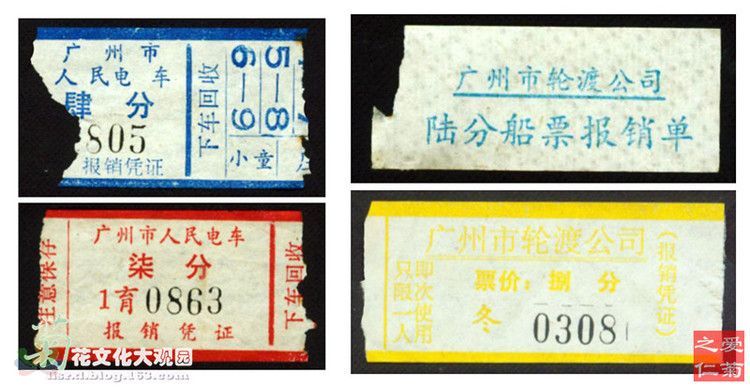 广州市
人民电车
肆分
805
报销凭证
下车回收
5—8
6—9
小童
广州市轮渡公司
陆分船票报销单
注意保存
广州市人民电车
柒分
1育0863
报销凭证
下车回收
广州市轮渡公司
票价：捌分
冬 0308
即次使用
只限一人
（报销凭证）
花文化大观园
爱菊
之仁